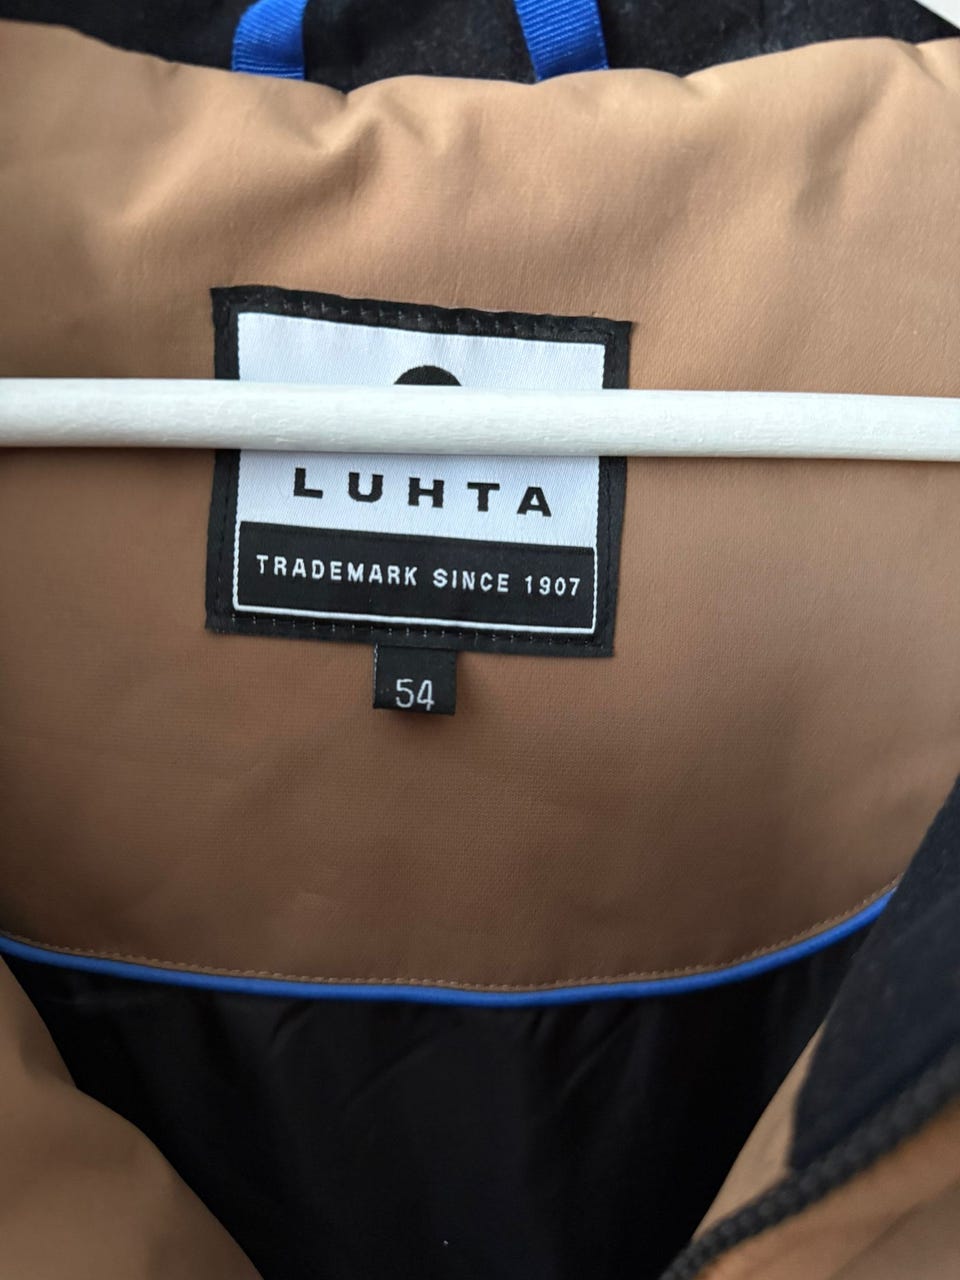 LUHTA
TRADEMARK SINCE 1907
54